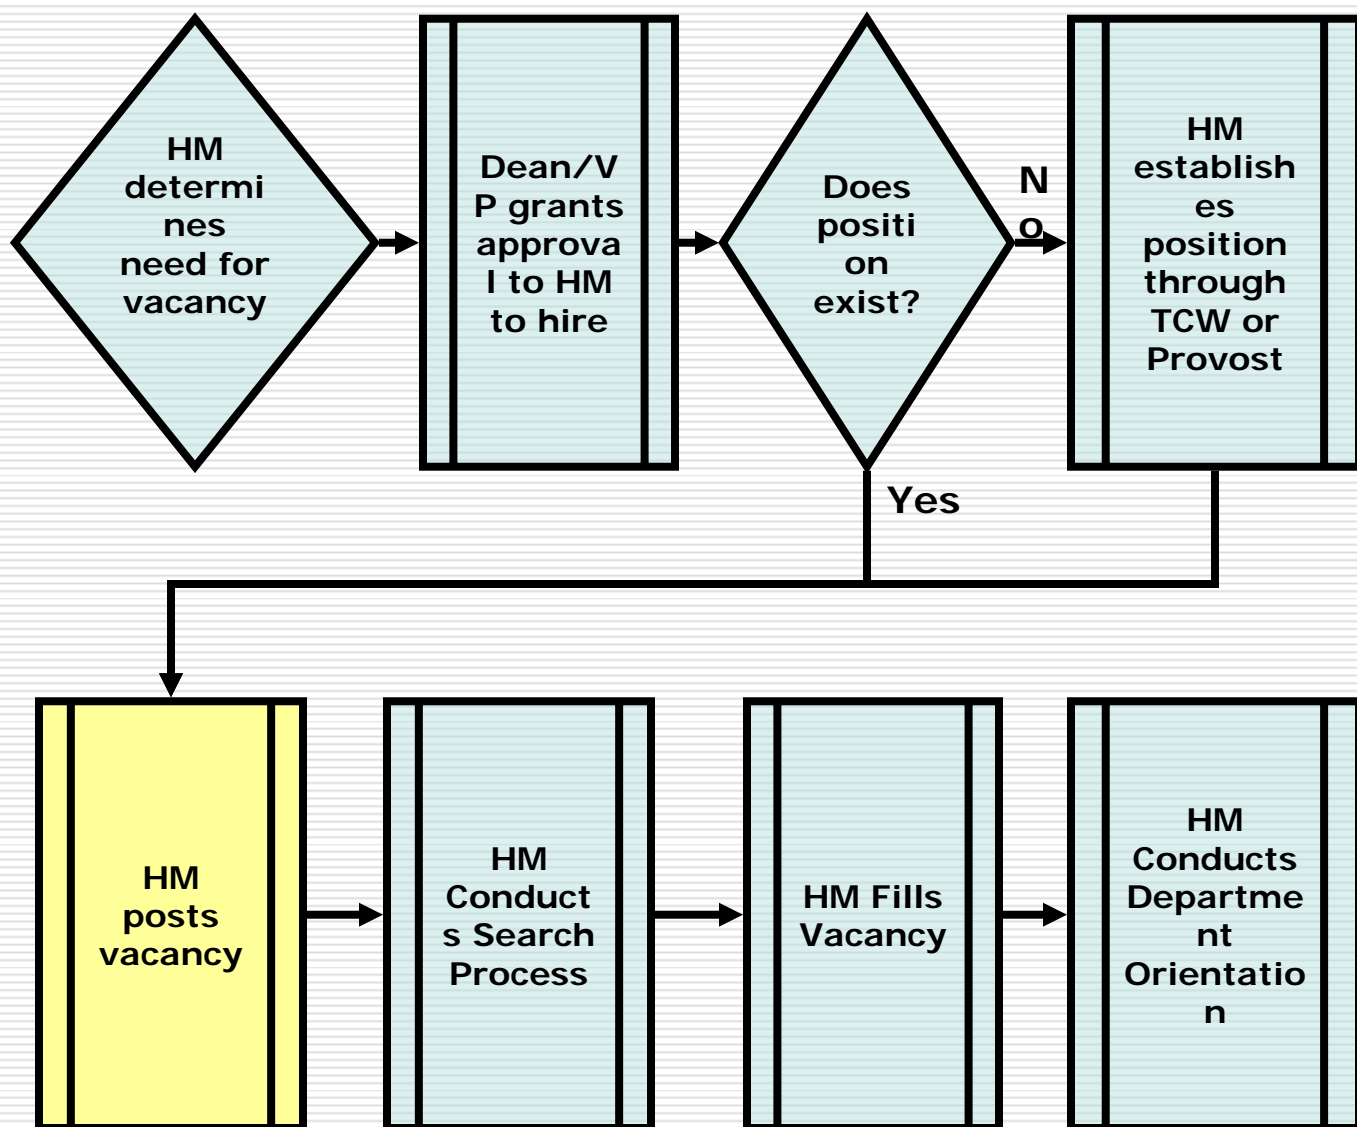 HM
determi
nes
need for
vacancy
Dean/V
P grants
approva
l to HM
to hire
Does
positi
on
exist?
N
o
HM
establish
es
position
through
TCW or
Provost
Yes
HM
posts
vacancy
HM
Conduct
s Search
Process
HM Fills
Vacancy
HM
Conducts
Departme
nt
Orientatio
n